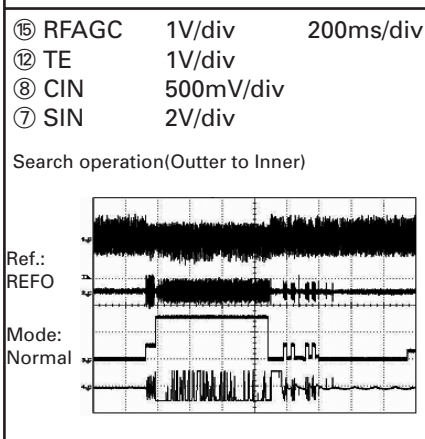 ⑮ RFAGC 1V/div 200ms/div
⑫ TE 1V/div
⑧ CIN 500mV/div
⑦ SIN 2V/div
Search operation(Outter to Inner)
Ref.:
REFO
Mode:
Normal